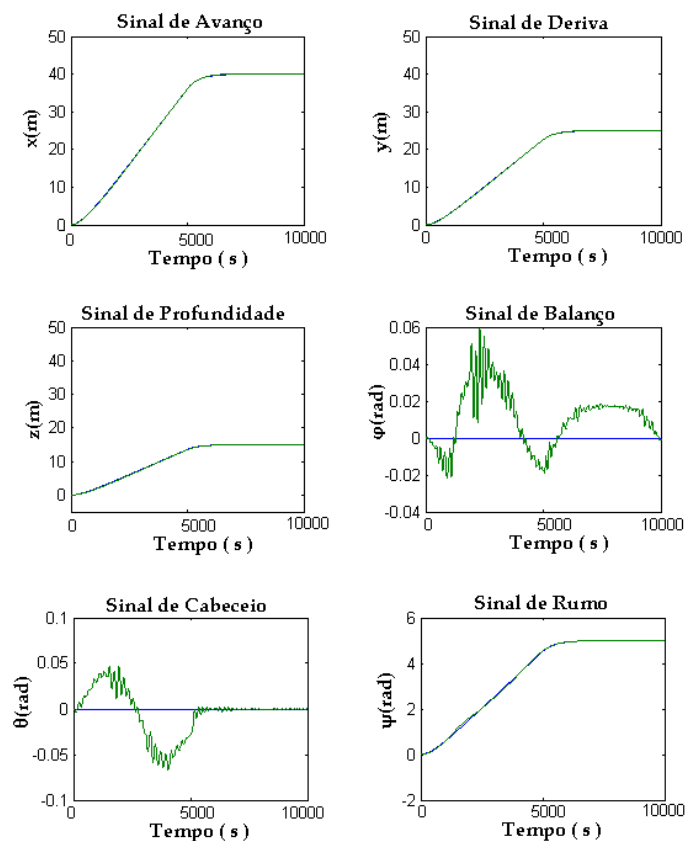 Sinal de Avanço
50
40
30
20
10
0
x(m)
0
5000
10000
Tempo ( s )
Sinal de Deriva
50
40
30
20
10
0
y(m)
0
5000
10000
Tempo ( s )
Sinal de Profundidade
50
40
30
20
10
0
z(m)
0
5000
10000
Tempo ( s )
Sinal de Balanço
0.06
0.04
0.02
0
-0.02
-0.04
φ(rad)
0
5000
10000
Tempo ( s )
Sinal de Cabeceio
0.1
0.05
0
-0.05
-0.1
θ(rad)
0
5000
10000
Tempo ( s )
Sinal de Rumo
6
4
2
0
-2
ψ(rad)
0
5000
10000
Tempo ( s )